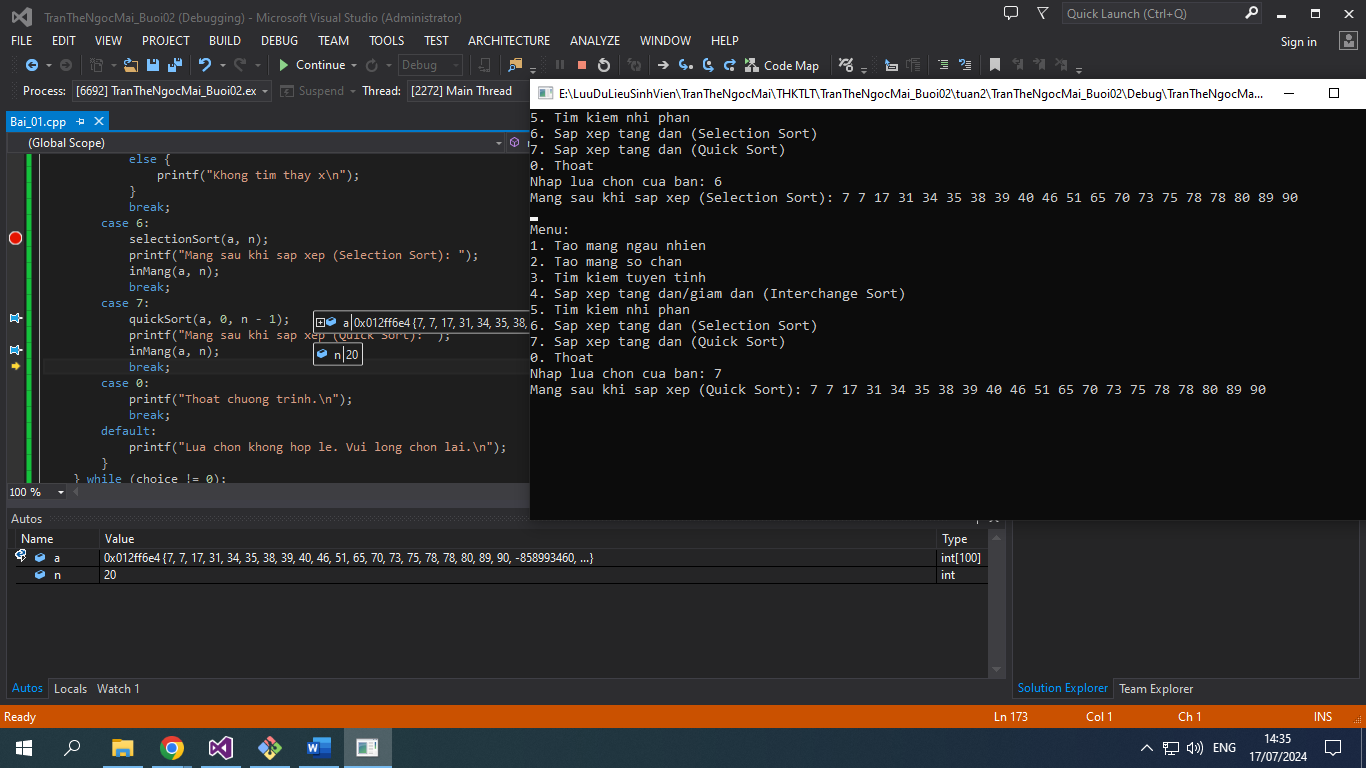 TranTheNgocMai_Buoi02 (Debugging) - Microsoft Visual Studio (Administrator)
Quick Launch (Ctrl+Q)
FILE EDIT VIEW PROJECT BUILD DEBUG TEAM TOOLS TEST ARCHITECTURE ANALYZE WINDOW HELP
Sign in
Continue Debug Code Map
Process: [6692] TranTheNgocMai_Buoi02.ex Suspend Thread: [2272] Main Thread
Bai_01.cpp
(Global Scope)
else {
printf("Khong tim thay x\n");
}
break;
case 6:
selectionSort(a, n);
printf("Mang sau khi sap xep (Selection Sort): ");
inMang(a, n);
break;
case 7:
quickSort(a, 0, n - 1);
printf("Mang sau khi sap xep (Quick Sort): ");
inMang(a, n);
break;
case 0:
printf("Thoat chuong trinh.\n");
break;
default:
printf("Lua chon khong hop le. Vui long chon lai.\n");
}
} while (choice != 0);
a 0x012ff6e4 {7, 7, 17, 31, 34, 35, 38,
n 20
100 %
E:\LuuDuLieuSinhVien\TranTheNgocMai\THKTLT\TranTheNgocMai_Buoi02\tuan2\TranTheNgocMai_Buoi02\Debug\TranTheNgocMa...
5. Tim kiem nhi phan
6. Sap xep tang dan (Selection Sort)
7. Sap xep tang dan (Quick Sort)
0. Thoat
Nhap lua chon cua ban: 6
Mang sau khi sap xep (Selection Sort): 7 7 17 31 34 35 38 39 40 46 51 65 70 73 75 78 78 80 89 90
Menu:
1. Tao mang ngau nhien
2. Tao mang so chan
3. Tim kiem tuyen tinh
4. Sap xep tang dan/giam dan (Interchange Sort)
5. Tim kiem nhi phan
6. Sap xep tang dan (Selection Sort)
7. Sap xep tang dan (Quick Sort)
0. Thoat
Nhap lua chon cua ban: 7
Mang sau khi sap xep (Quick Sort): 7 7 17 31 34 35 38 39 40 46 51 65 70 73 75 78 78 80 89 90
Autos
Name Value Type
a 0x012ff6e4 {7, 7, 17, 31, 34, 35, 38, 39, 40, 46, 51, 65, 70, 73, 75, 78, 78, 80, 89, 90, -858993460, ...} int[100]
n 20 int
Autos Locals Watch 1
Solution Explorer Team Explorer
Ready Ln 173 Col 1 Ch 1 INS
ENG
14:35
17/07/2024